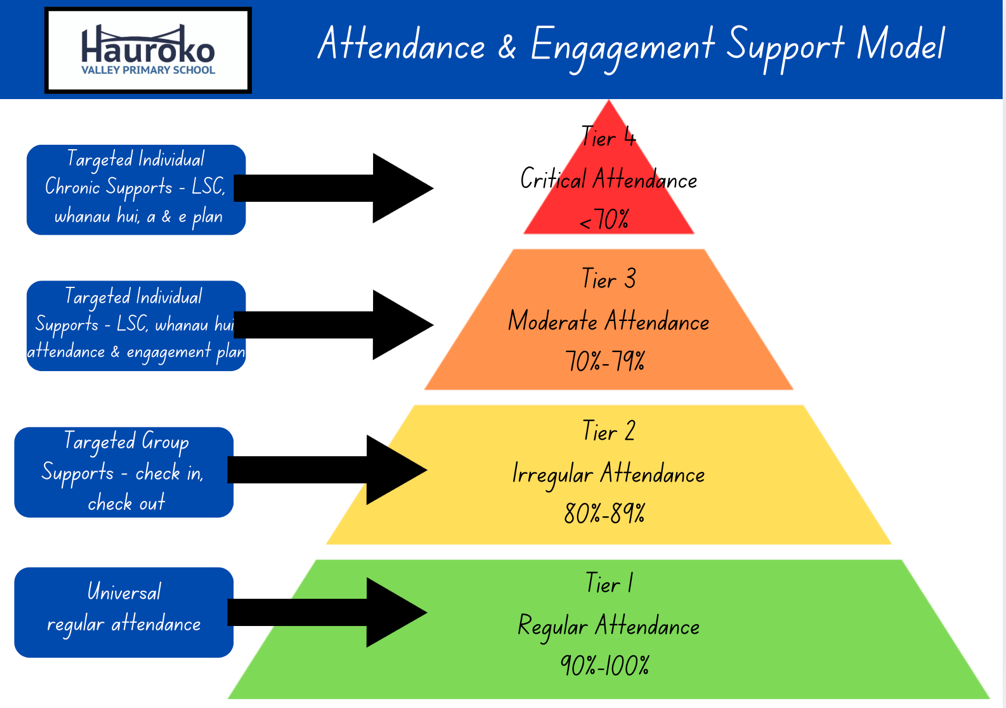 Hauroko
VALLEY PRIMARY SCHOOL
Attendance & Engagement Support Model
Targeted Individual
Chronic Supports - LSC,
whanau hui, a & e plan
Tier 4
Critical Attendance
<70%
Targeted Individual
Supports - LSC, whanau hui
attendance & engagement plan
Tier 3
Moderate Attendance
70%-79%
Targeted Group
Supports - check in,
check out
Tier 2
Irregular Attendance
80%-89%
Universal
regular attendance
Tier 1
Regular Attendance
90%-100%